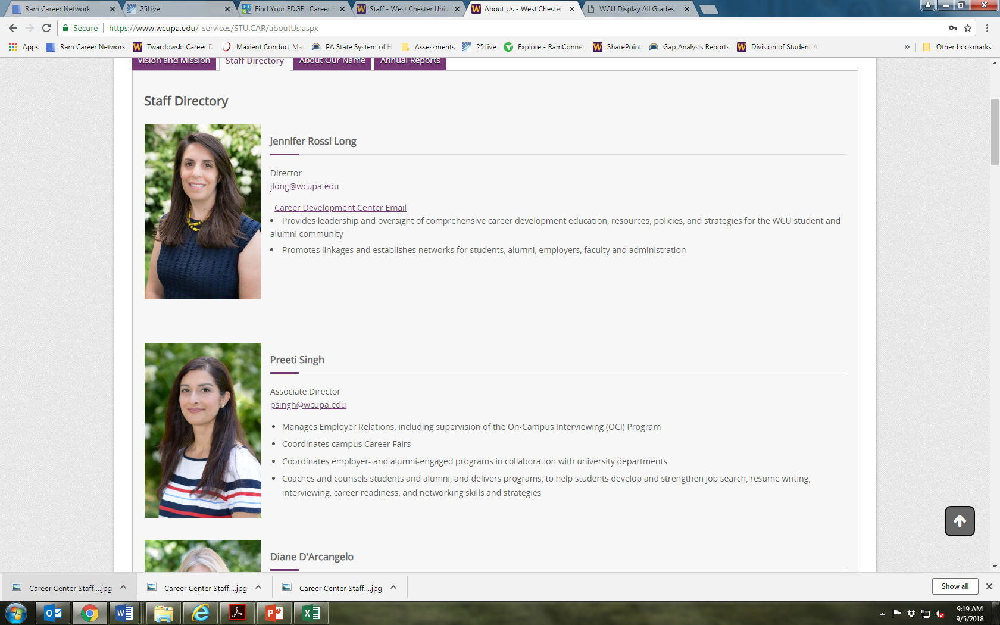 Ram Career Network
25Live
Find Your EDGE | Career
Staff - West Chester Univ
About Us - West Chester
WCU Display All Grades
Secure
https://www.wcupa.edu/_services/STU.CAR/aboutUs.aspx
Apps
Ram Career Network
Twardowski Career D
Maxient Conduct Ma
PA State System of H
Assessments
25Live
Explore - RamConnec
SharePoint
Gap Analysis Reports
Division of Student A
»
Other bookmarks
Vision and Mission
Staff Directory
About Our Name
Annual Reports
Staff Directory
Jennifer Rossi Long
Director
jlong@wcupa.edu
Career Development Center Email
• Provides leadership and oversight of comprehensive career development education, resources, policies, and strategies for the WCU student and
alumni community
• Promotes linkages and establishes networks for students, alumni, employers, faculty and administration
Preeti Singh
Associate Director
psingh@wcupa.edu
• Manages Employer Relations, including supervision of the On-Campus Interviewing (OCI) Program
• Coordinates campus Career Fairs
• Coordinates employer- and alumni-engaged programs in collaboration with university departments
• Coaches and counsels students and alumni, and delivers programs, to help students develop and strengthen job search, resume writing,
interviewing, career readiness, and networking skills and strategies
Diane D'Arcangelo
Career Center Staff....jpg
Career Center Staff....jpg
Career Center Staff....jpg
Show all
9:19 AM
9/5/2018